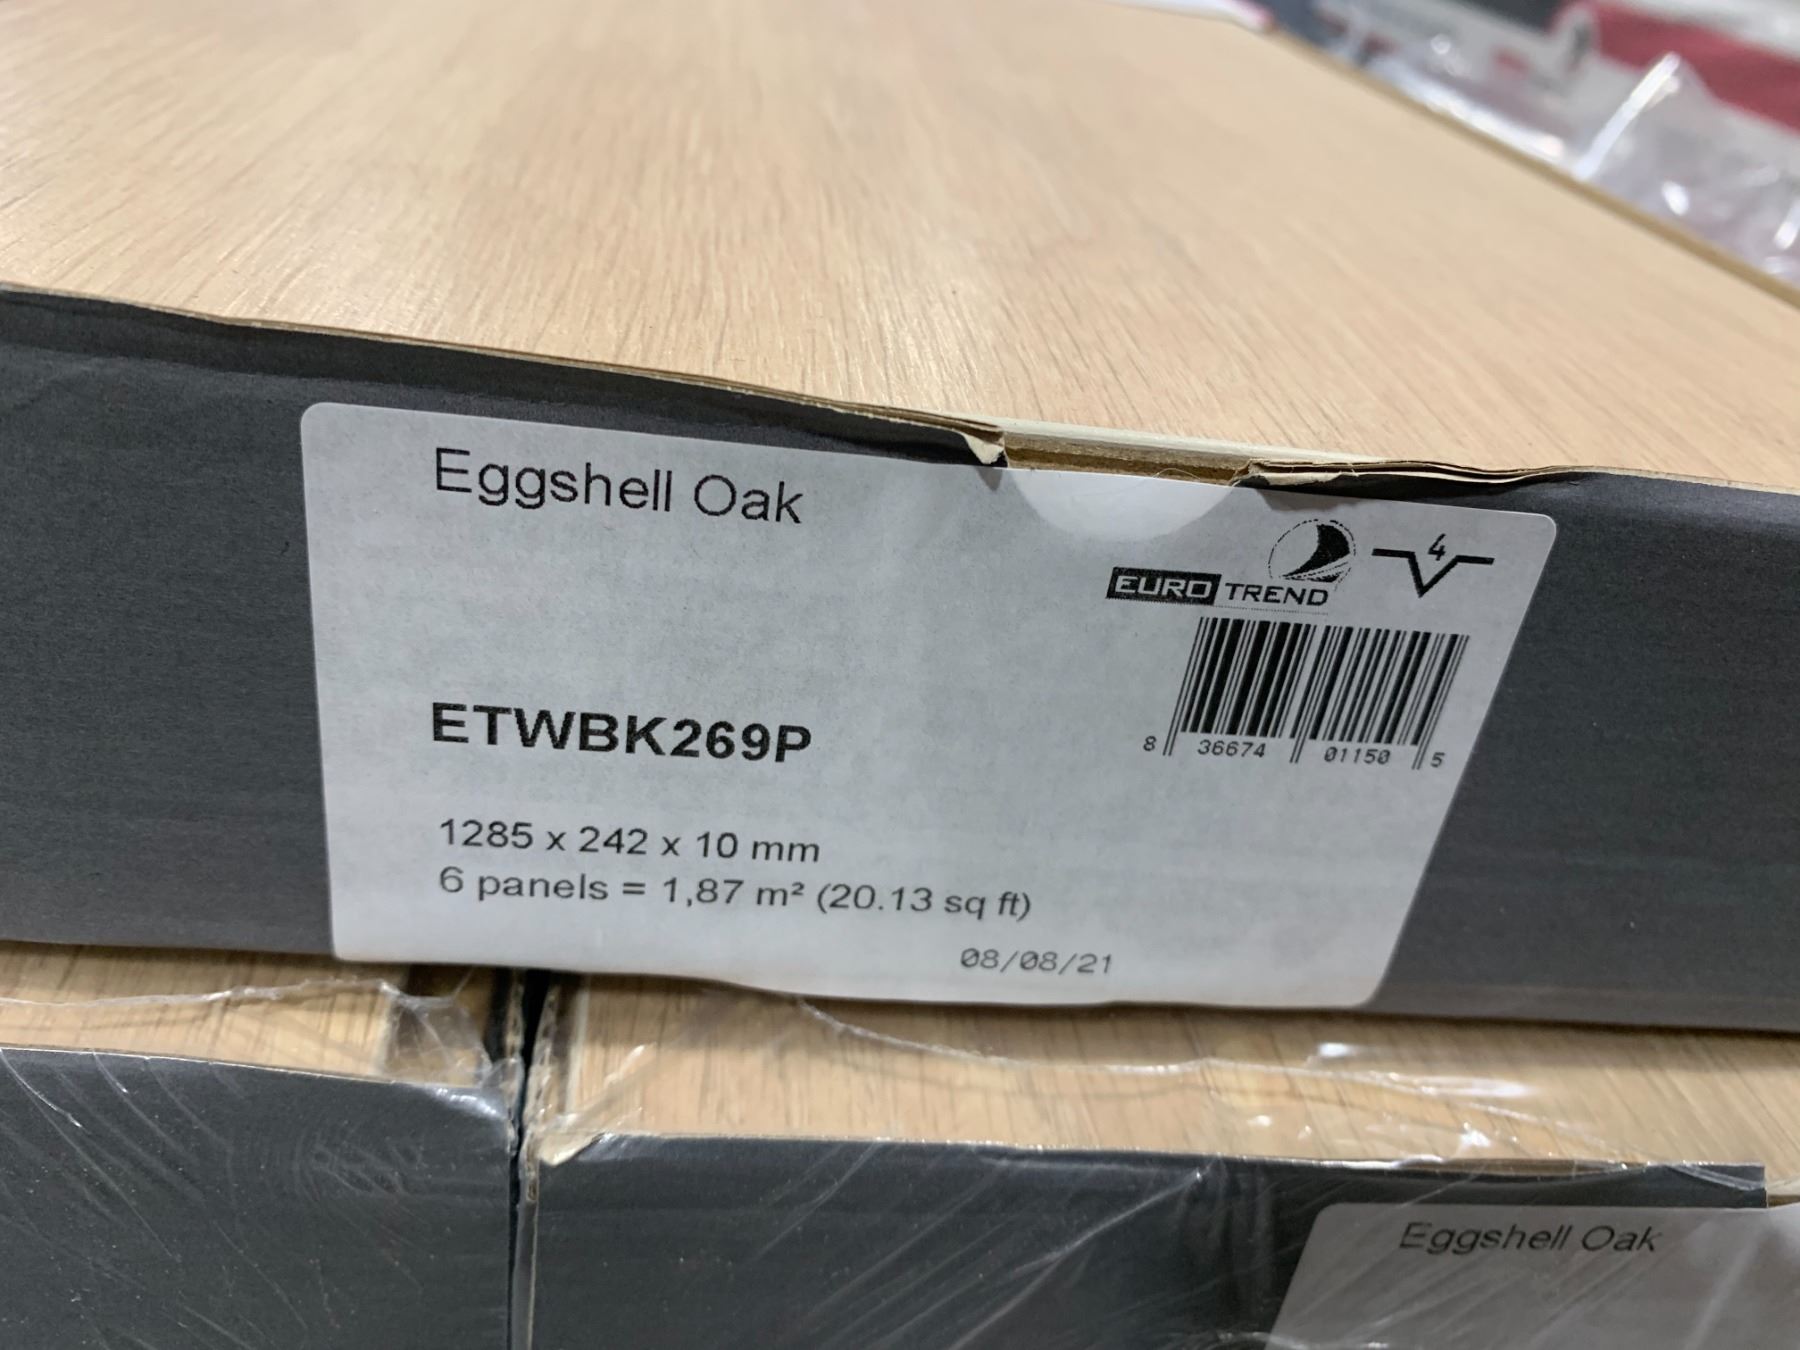 Eggshell Oak
4
EURO TREND
ETWBK269P
8 36674 01150 5
1285 x 242 x 10 mm
6 panels = 1,87 m² (20.13 sq ft)
08/08/21
Eggshell Oak